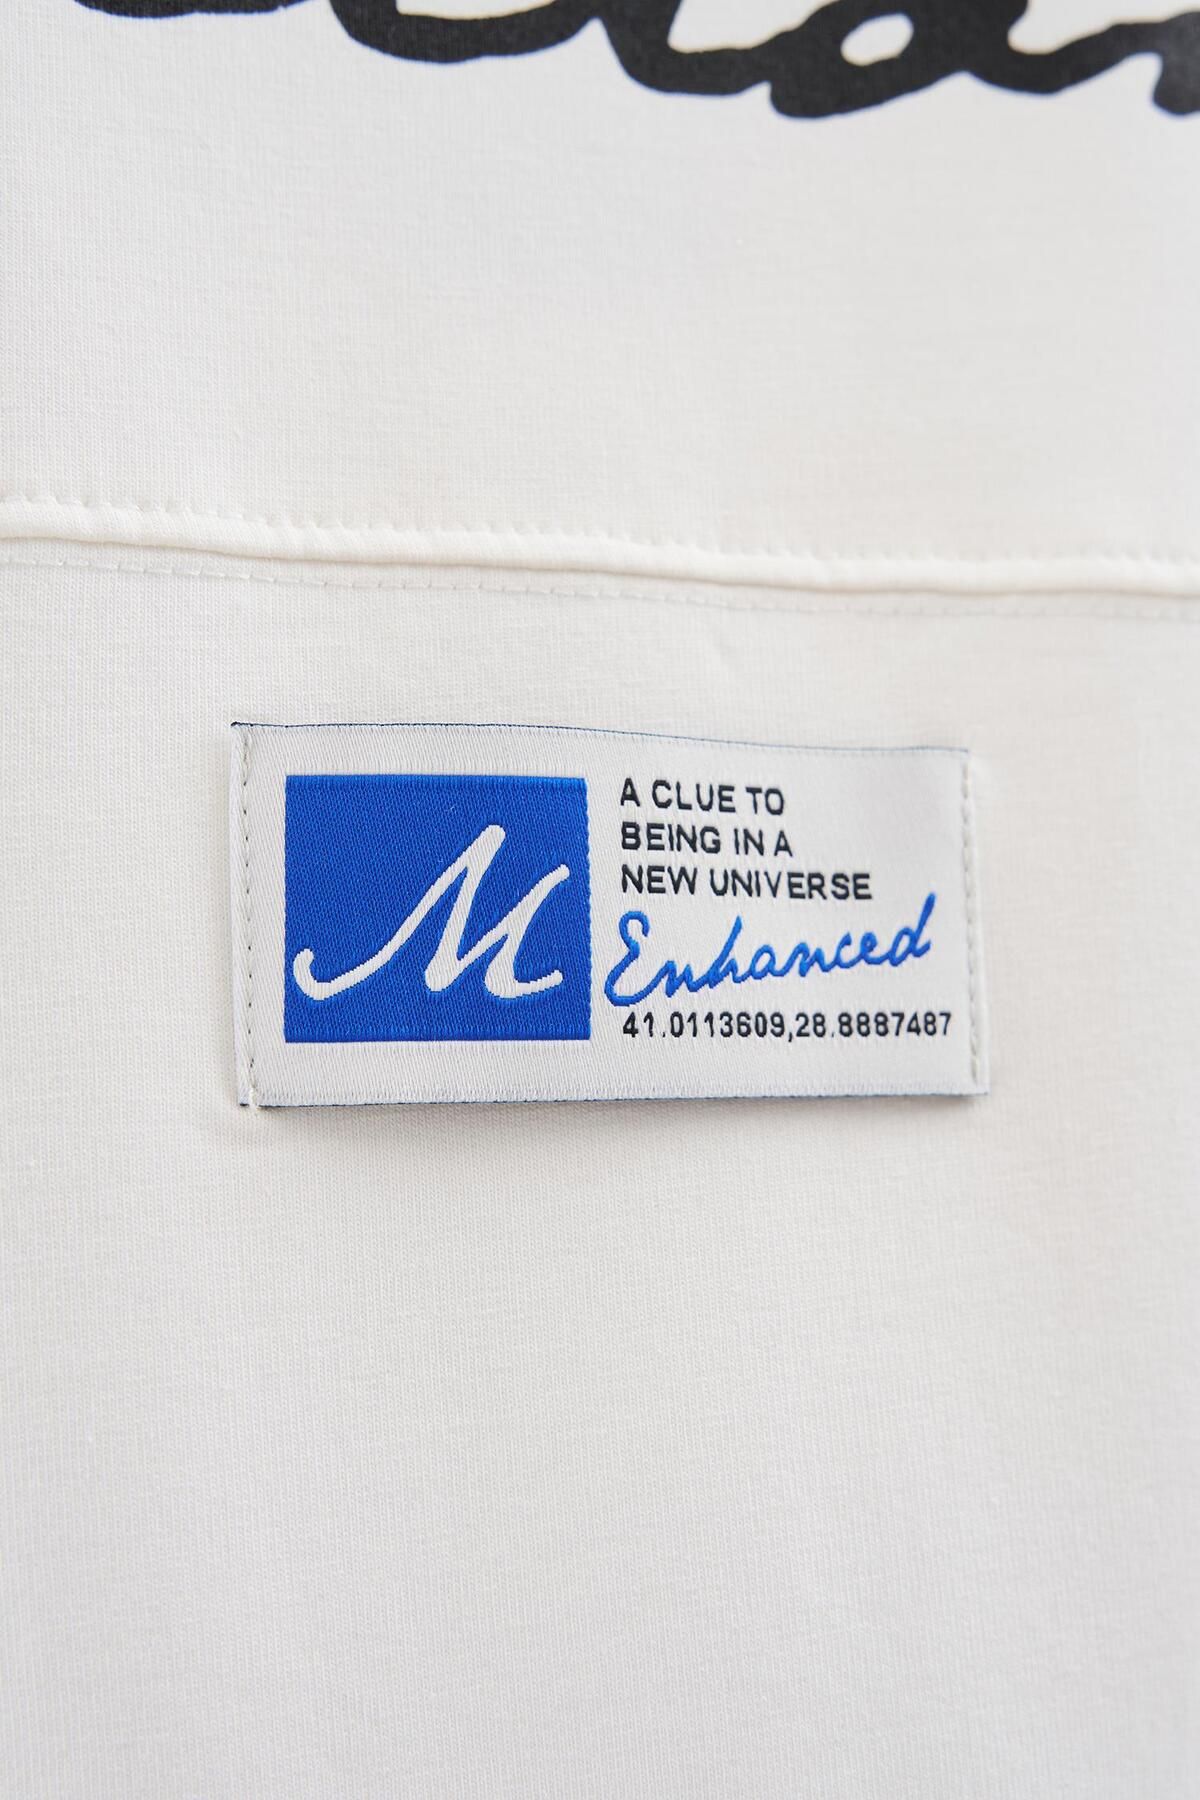 M
A CLUE TO
BEING IN A
NEW UNIVERSE
Enhanced
41.0113609,28.8887487